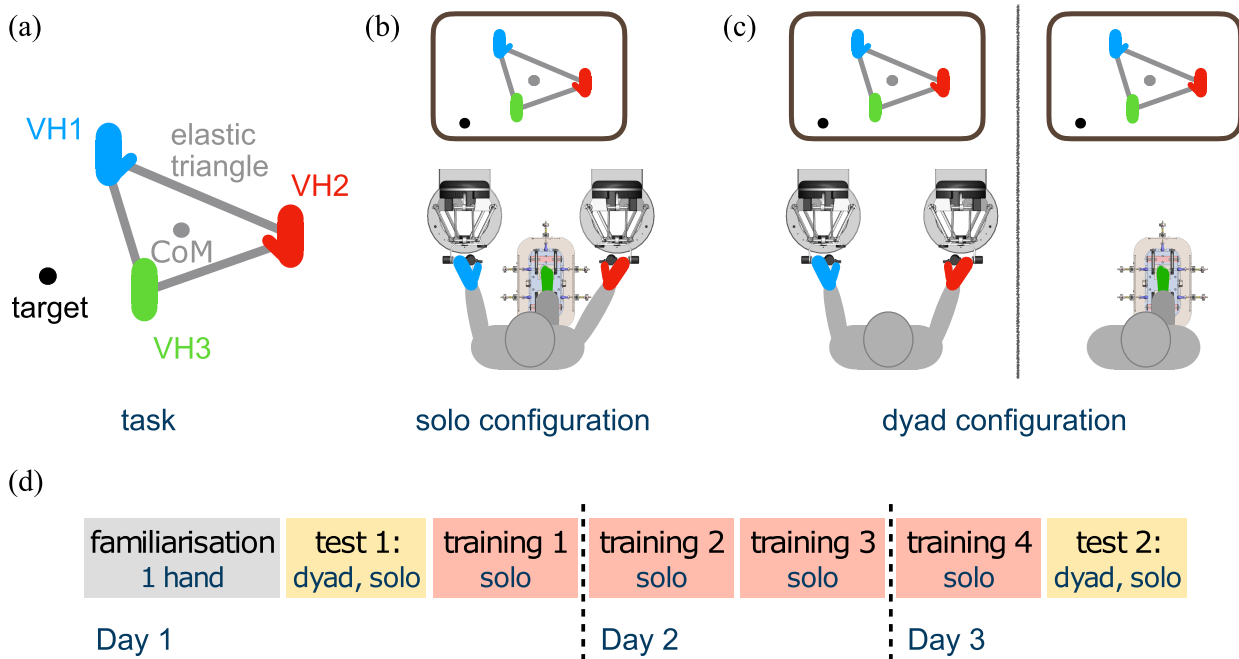 (a)
VH1
elastic
triangle
VH2
CoM
target
VH3
task
(b)
solo configuration
(c)
dyad configuration
(d)
familiarisation
1 hand
test 1:
dyad, solo
training 1
solo
training 2
solo
training 3
solo
training 4
solo
test 2:
dyad, solo
Day 1
Day 2
Day 3